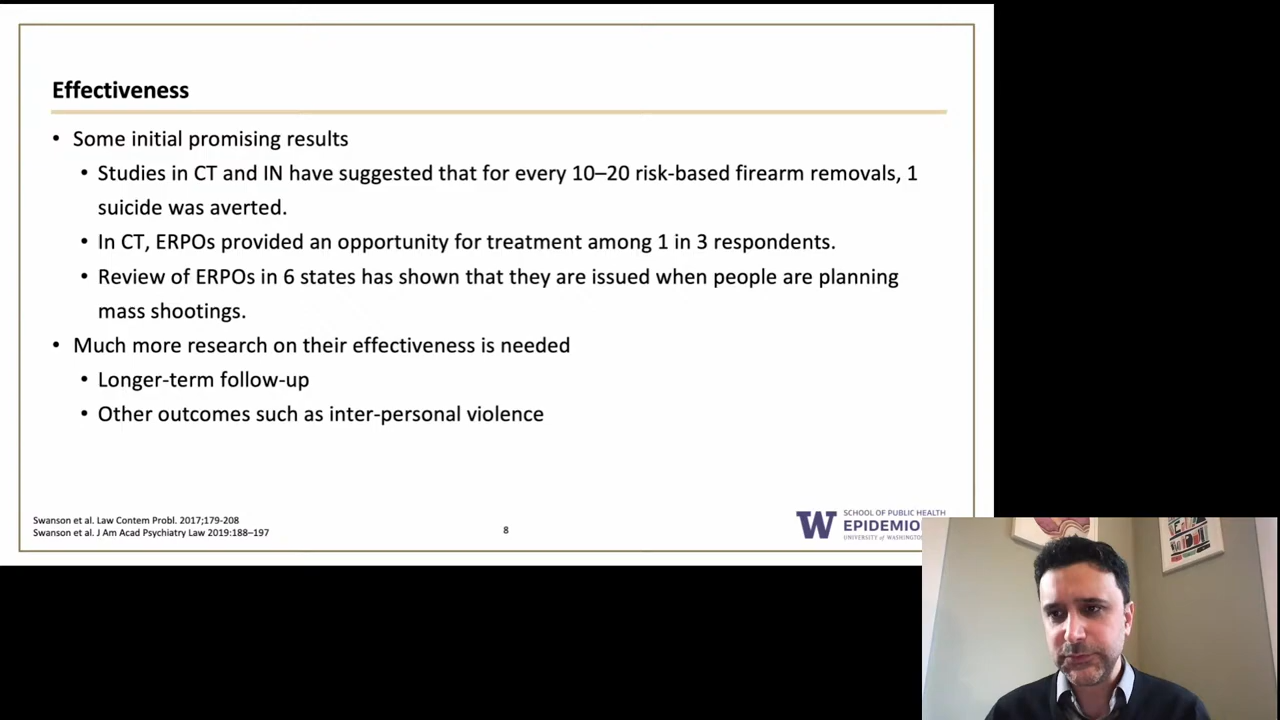 Effectiveness
• Some initial promising results
• Studies in CT and IN have suggested that for every 10–20 risk-based firearm removals, 1
suicide was averted.
• In CT, ERPOs provided an opportunity for treatment among 1 in 3 respondents.
• Review of ERPOs in 6 states has shown that they are issued when people are planning
mass shootings.
• Much more research on their effectiveness is needed
• Longer-term follow-up
• Other outcomes such as inter-personal violence
Swanson et al. Law Contem Probl. 2017;179-208
Swanson et al. J Am Acad Psychiatry Law 2019:188–197
8
W
SCHOOL OF PUBLIC HEALTH
EPIDEMIO
UNIVERSITY of WASHINGTON